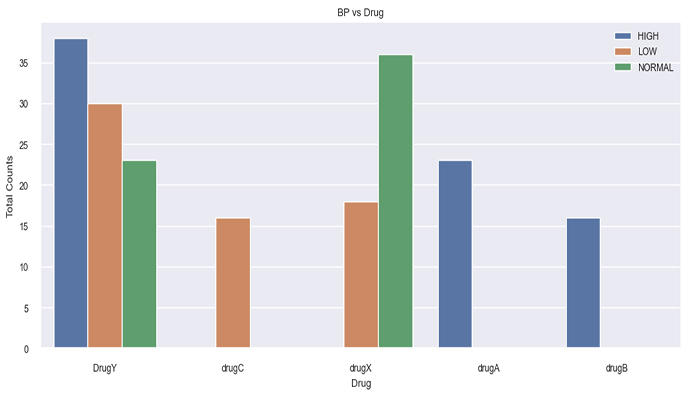 BP vs Drug
HIGH
LOW
NORMAL
Total Counts
35
30
25
20
15
10
5
0
DrugY drugC drugX drugA drugB
Drug